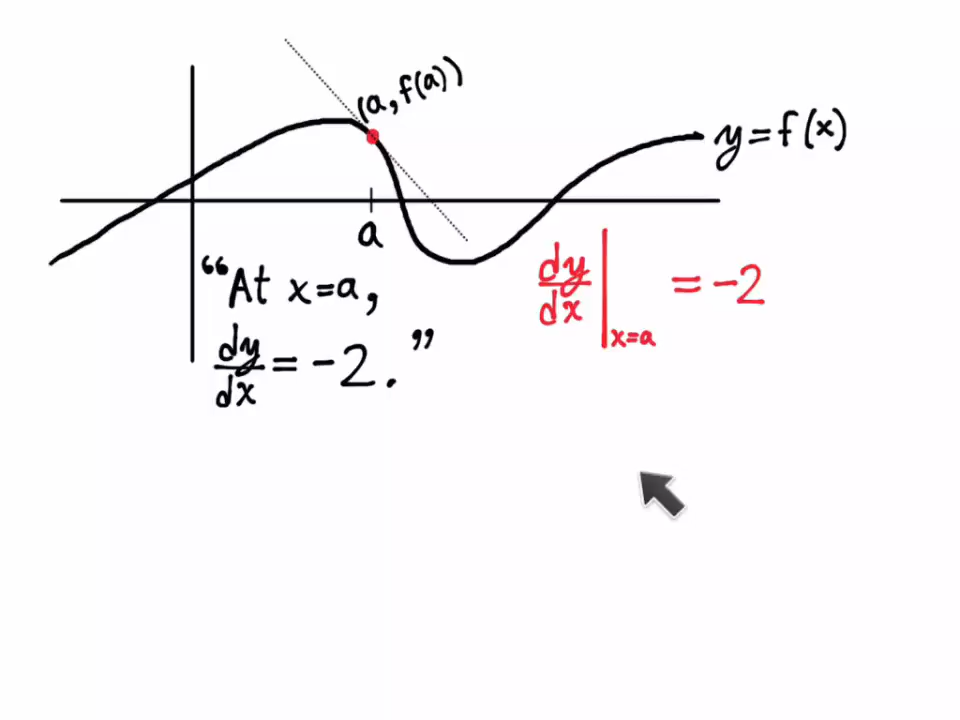 (a, f(a))
y=f(x)
a
“At x=a,
dy/dx = -2.”
dy/dx|x=a = -2